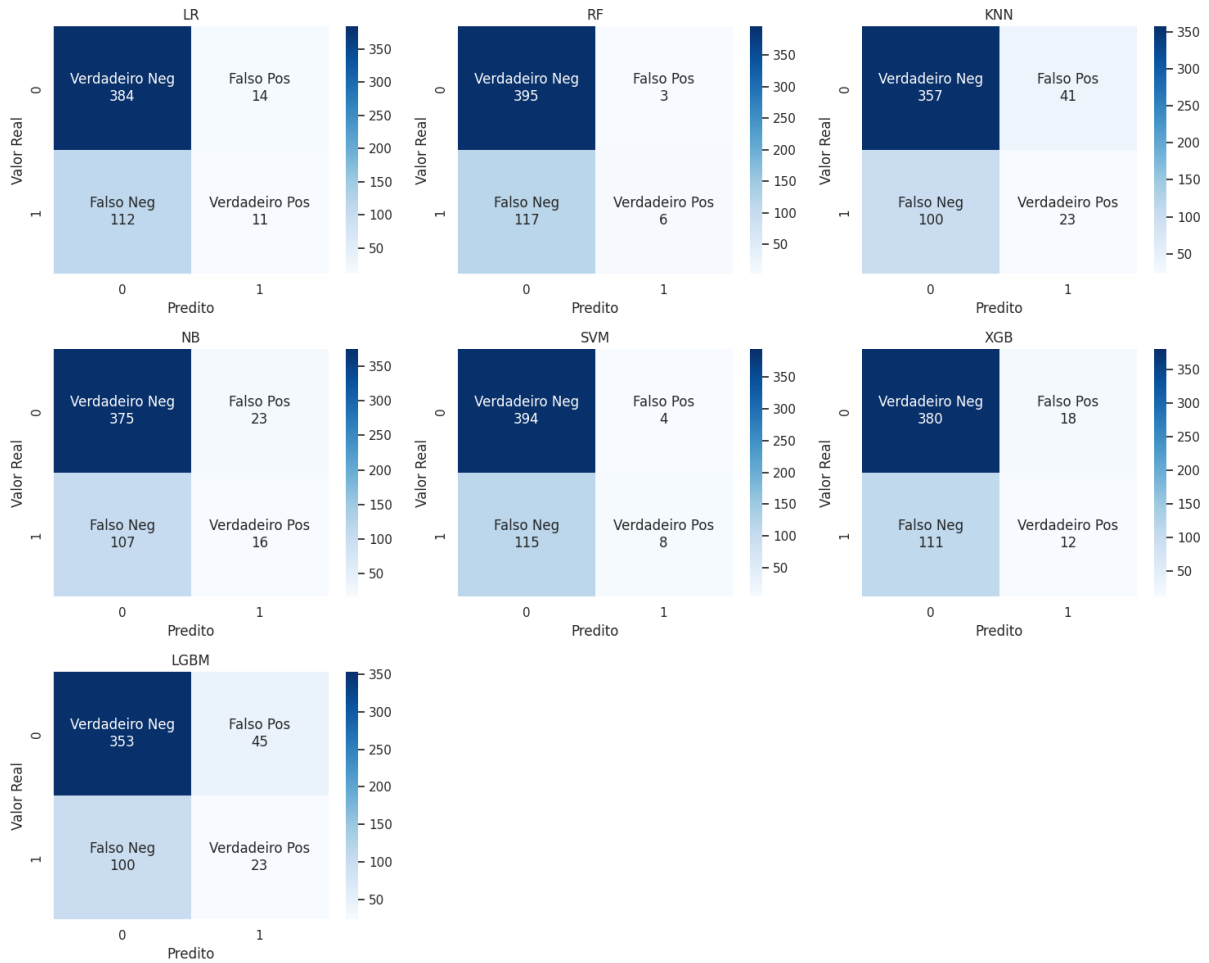 LR
Verdadeiro Neg
384
Falso Pos
14
Falso Neg
112
Verdadeiro Pos
11
0
1
Valor Real
0
1
Predito
350
300
250
200
150
100
50
RF
Verdadeiro Neg
395
Falso Pos
3
Falso Neg
117
Verdadeiro Pos
6
0
1
Valor Real
0
1
Predito
350
300
250
200
150
100
50
KNN
Verdadeiro Neg
357
Falso Pos
41
Falso Neg
100
Verdadeiro Pos
23
0
1
Valor Real
0
1
Predito
350
300
250
200
150
100
50
NB
Verdadeiro Neg
375
Falso Pos
23
Falso Neg
107
Verdadeiro Pos
16
0
1
Valor Real
0
1
Predito
350
300
250
200
150
100
50
SVM
Verdadeiro Neg
394
Falso Pos
4
Falso Neg
115
Verdadeiro Pos
8
0
1
Valor Real
0
1
Predito
350
300
250
200
150
100
50
XGB
Verdadeiro Neg
380
Falso Pos
18
Falso Neg
111
Verdadeiro Pos
12
0
1
Valor Real
0
1
Predito
350
300
250
200
150
100
50
LGBM
Verdadeiro Neg
353
Falso Pos
45
Falso Neg
100
Verdadeiro Pos
23
0
1
Valor Real
0
1
Predito
350
300
250
200
150
100
50